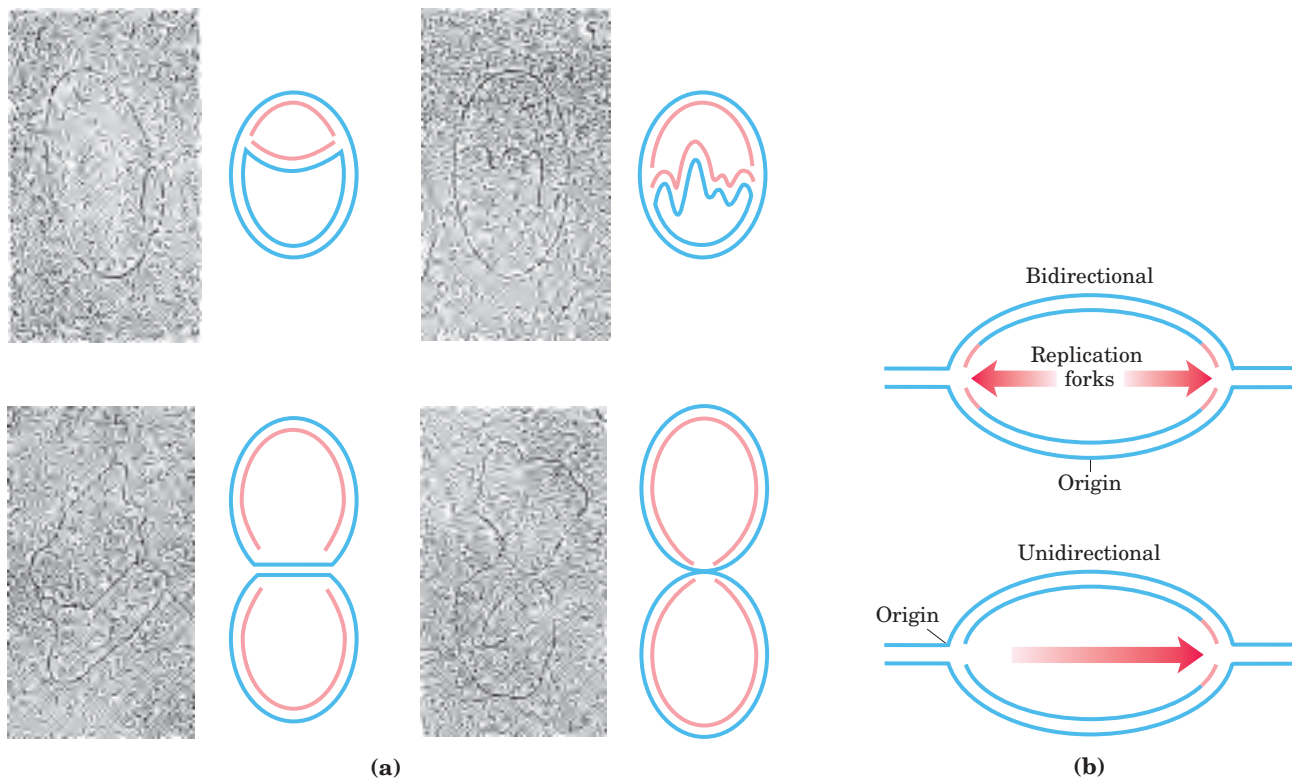 Bidirectional
Replication
forks
Origin
Unidirectional
Origin
(a)
(b)